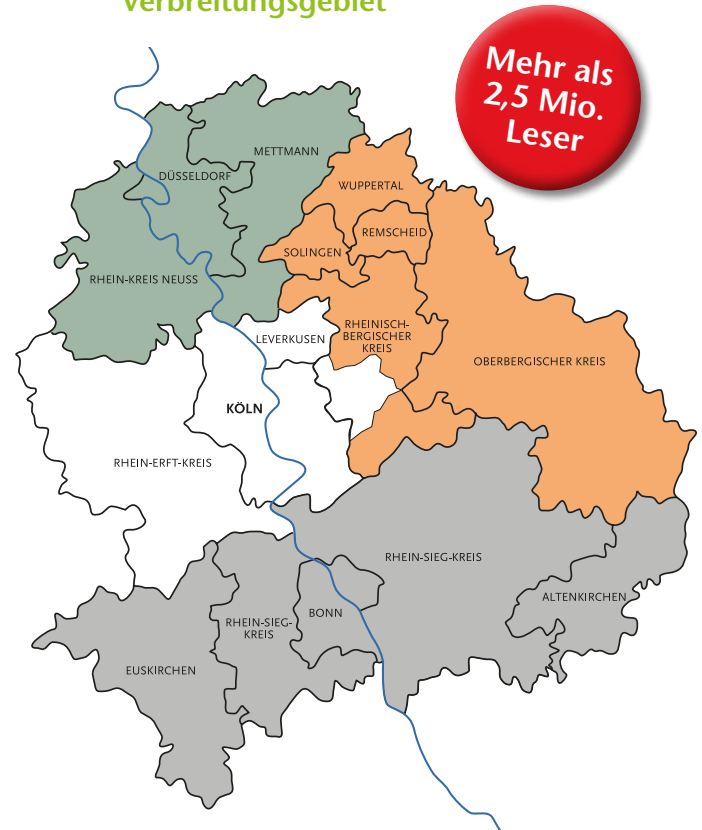 Verbreitungsgebiet
Mehr als
2,5 Mio.
Leser
METTMANN
DÜSSELDORF
WUPPERTAL
REMSCHEID
SOLINGEN
RHEIN-KREIS NEUSS
LEVERKUSEN
RHEINISCH-
BERGISCHER
KREIS
OBERBERGISCHER KREIS
KÖLN
RHEIN-ERFT-KREIS
RHEIN-SIEG-KREIS
ALTENKIRCHEN
BONN
RHEIN-SIEG-
KREIS
EUSKIRCHEN